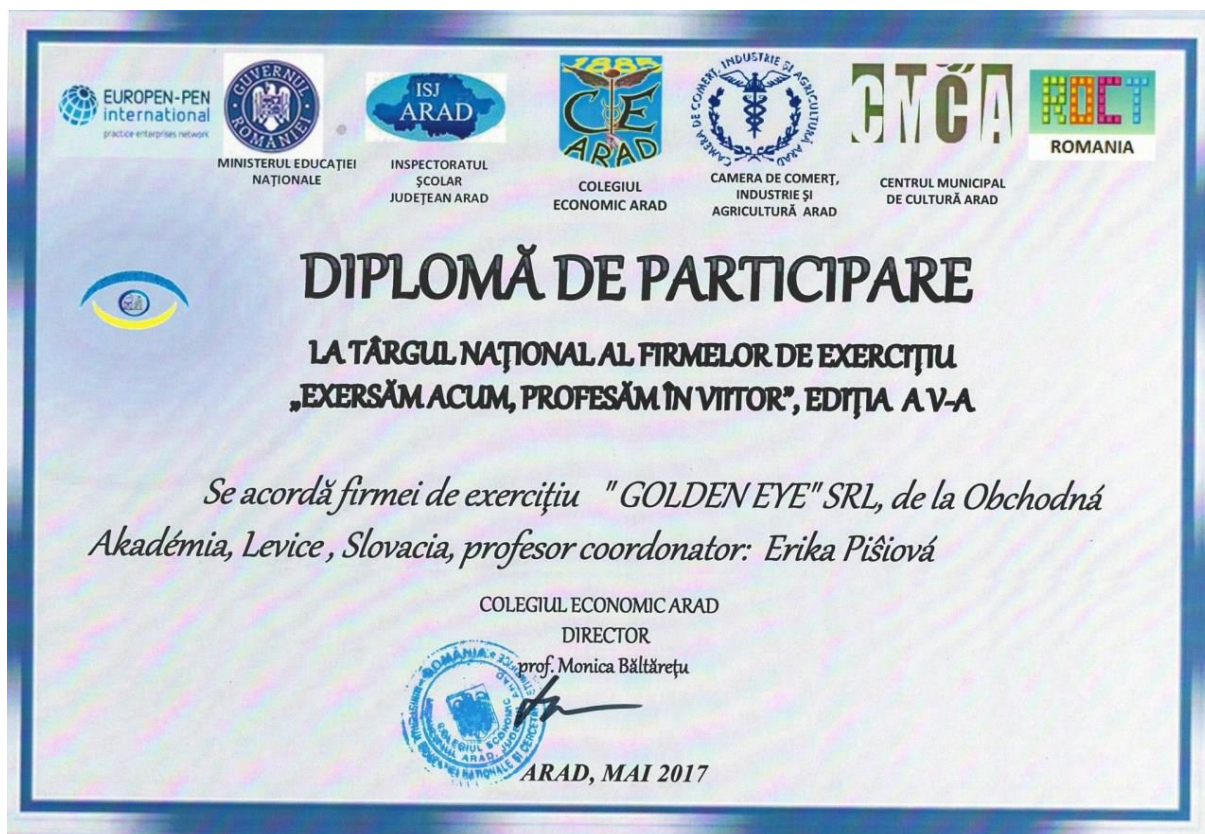 EUROPEN-PEN
international
practice enterprises network
GUVERNUL ROMÂNIEI
MINISTERUL EDUCAȚIEI
NAȚIONALE
ISJ
ARAD
INSPECTORATUL
ȘCOLAR
JUDEȚEAN ARAD
1885
CE
ARAD
COLEGIUL
ECONOMIC ARAD
CAMERA DE COMERȚ, INDUSTRIE ȘI AGRICULTURĂ ARAD
CAMERA DE COMERȚ,
INDUSTRIE ȘI
AGRICULTURĂ ARAD
CMCA
CENTRUL MUNICIPAL
DE CULTURĂ ARAD
ROCT
ROMANIA
DIPLOMĂ DE PARTICIPARE
LA TÂRGUL NAȚIONAL AL FIRMELOR DE EXERCIȚIU
„EXERSĂM ACUM, PROFESĂM ÎN VIITOR”, EDIȚIA A V-A
Se acordă firmei de exercițiu " GOLDEN EYE" SRL, de la Obchodná
Akadémia, Levice , Slovacia, profesor coordonator: Erika Pišiová
COLEGIUL ECONOMIC ARAD
DIRECTOR
prof. Monica Băltărețu
ROMÂNIA
COLEGIUL ECONOMIC
ARAD
ARAD, MAI 2017